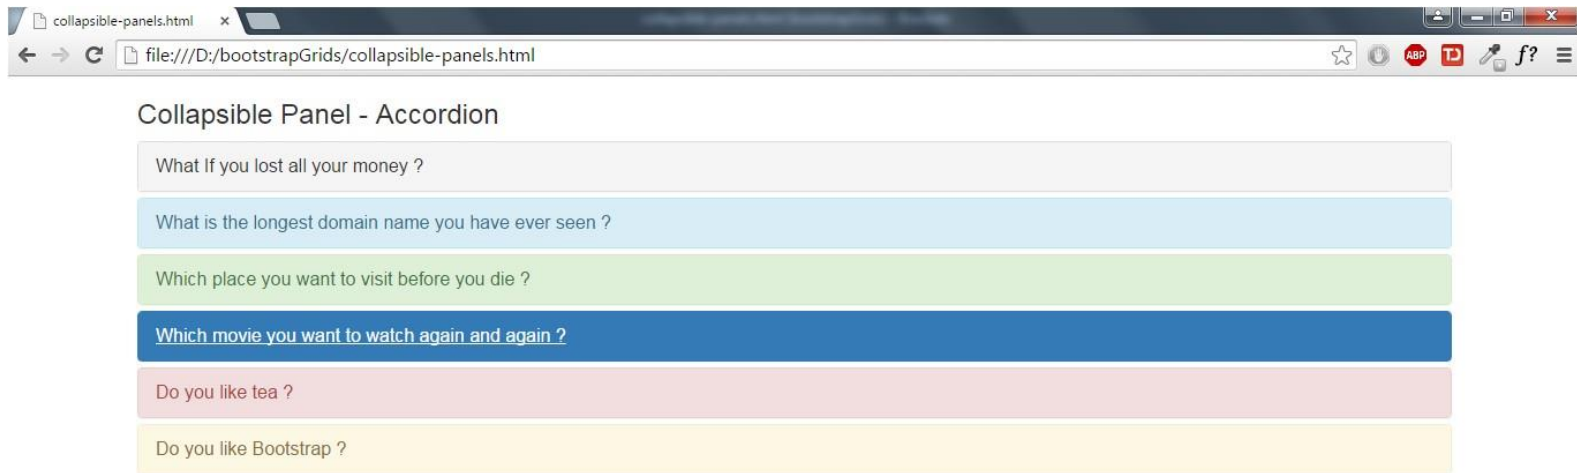 collapsible-panels.html
file:///D:/bootstrapGrids/collapsible-panels.html
ABP
f?
Collapsible Panel - Accordion
What If you lost all your money ?
What is the longest domain name you have ever seen ?
Which place you want to visit before you die ?
Which movie you want to watch again and again ?
Do you like tea ?
Do you like Bootstrap ?